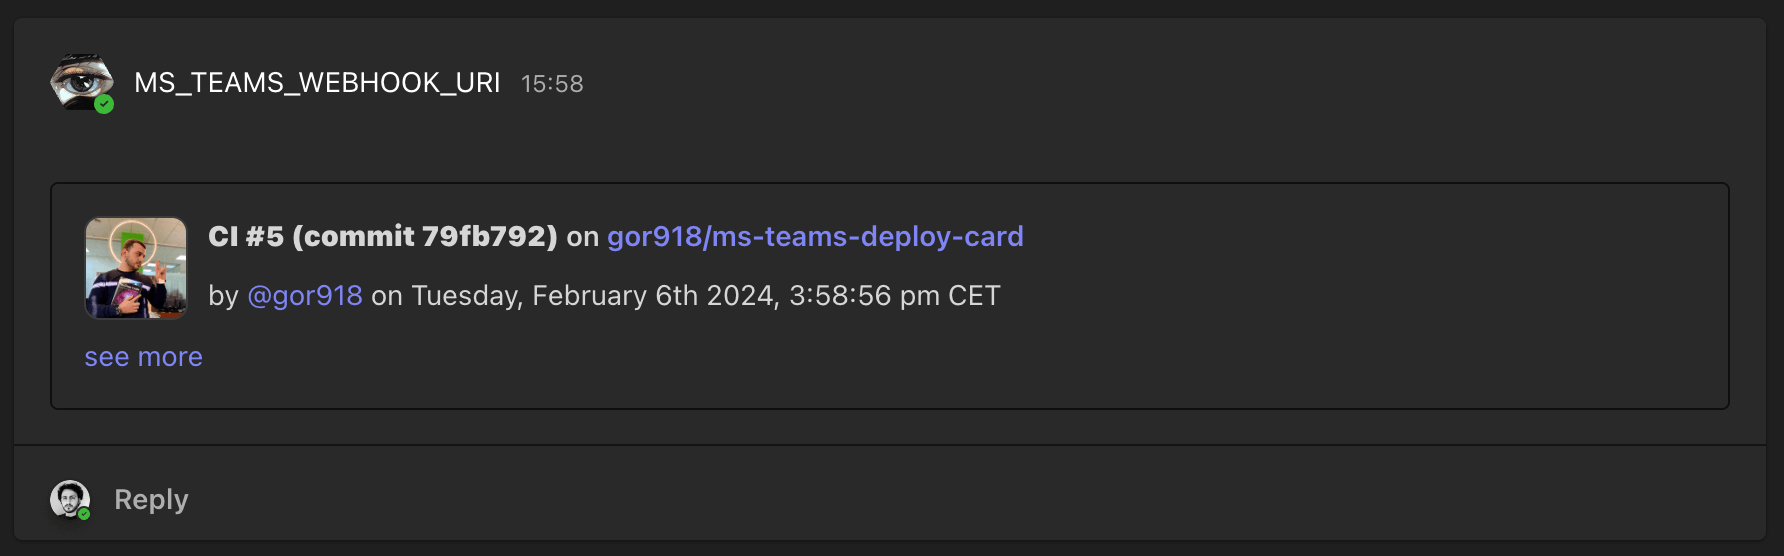 MS_TEAMS_WEBHOOK_URI 15:58
CI #5 (commit 79fb792) on gor918/ms-teams-deploy-card
by @gor918 on Tuesday, February 6th 2024, 3:58:56 pm CET
see more
Reply